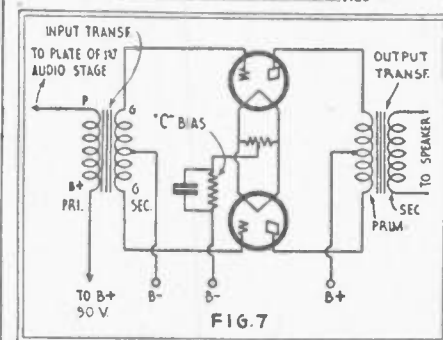 INPUT TRANSF.
TO PLATE OF 1ST
AUDIO STAGE
OUTPUT
TRANSF.
P
G
"C" BIAS
TO SPEAKER
B+
G
PRI.
SEC.
SEC
PRIM.
TO B+
90 V.
B-
B-
B+
FIG. 7